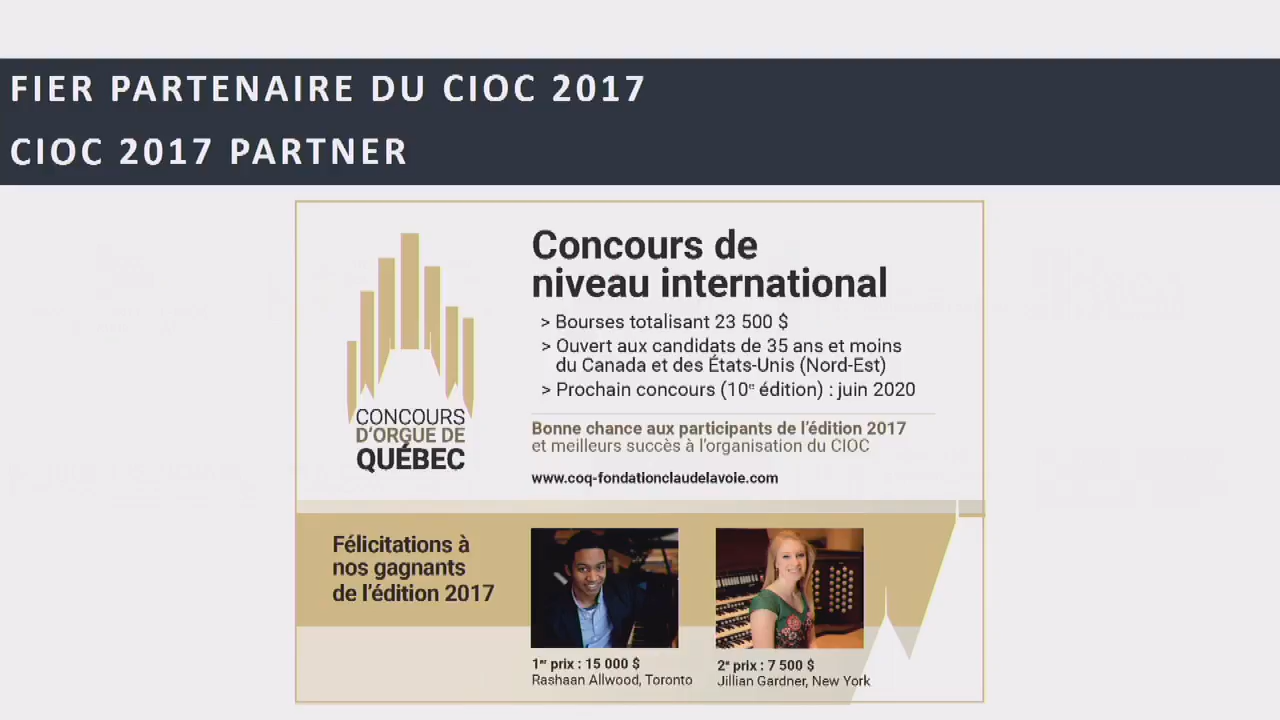 FIER PARTENAIRE DU CIOC 2017
CIOC 2017 PARTNER
CONCOURS
D'ORGUE DE
QUÉBEC
Concours de
niveau international
> Bourses totalisant 23 500 $
> Ouvert aux candidats de 35 ans et moins
du Canada et des États-Unis (Nord-Est)
> Prochain concours (10e édition) : juin 2020
Bonne chance aux participants de l'édition 2017
et meilleurs succès à l'organisation du CIOC
www.coq-fondationclaudelavoie.com
Félicitations à
nos gagnants
de l'édition 2017
1er prix : 15 000 $
Rashaan Allwood, Toronto
2e prix : 7 500 $
Jillian Gardner, New York